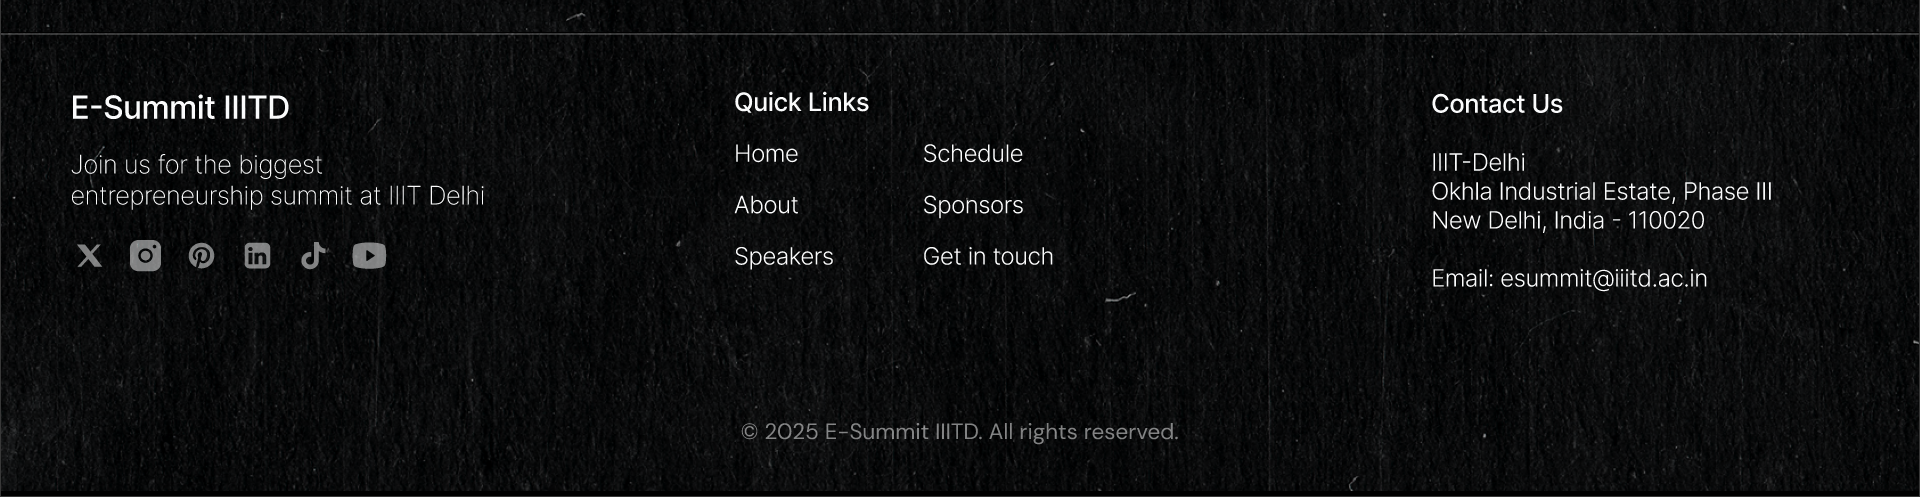 E-Summit IIITD
Join us for the biggest
entrepreneurship summit at IIIT Delhi
Quick Links
Home
Schedule
About
Sponsors
Speakers
Get in touch
Contact Us
IIIT-Delhi
Okhla Industrial Estate, Phase III
New Delhi, India - 110020
Email: esummit@iiitd.ac.in
© 2025 E-Summit IIITD. All rights reserved.